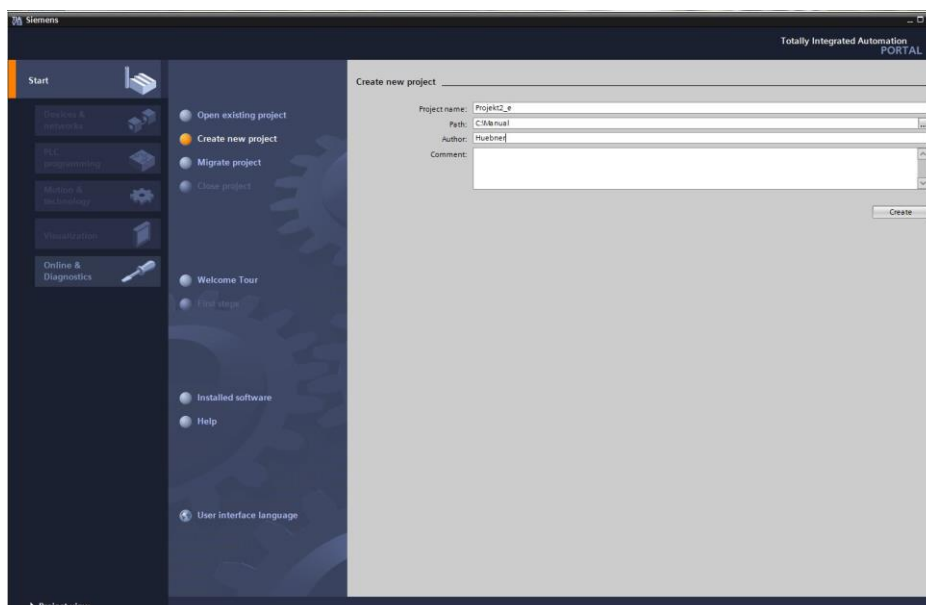 Siemens
Totally Integrated Automation
PORTAL
Start
Devices &
networks
PLC
programming
Motion &
technology
Visualization
Online &
Diagnostics
Open existing project
Create new project
Migrate project
Close project
Welcome Tour
First steps
Installed software
Help
User interface language
Create new project
Project name: Projekt2_e
Path: C:\Manual
...
Author: Huebner
Comment:
Create
Project view